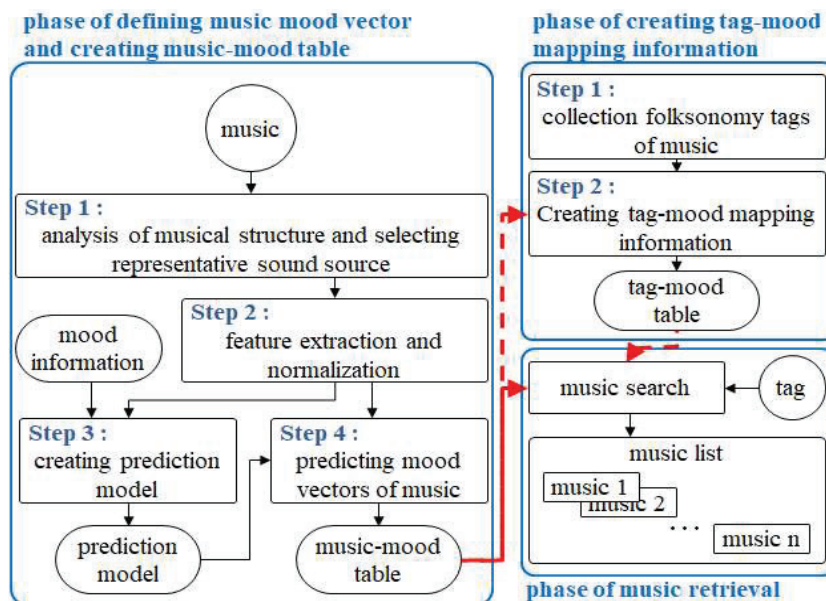 phase of defining music mood vector
and creating music-mood table
music
Step 1 :
analysis of musical structure and selecting
representative sound source
Step 2 :
feature extraction and
normalization
mood
information
Step 3 :
creating prediction
model
Step 4 :
predicting mood
vectors of music
prediction
model
music-mood
table
phase of creating tag-mood
mapping information
Step 1 :
collection folksonomy tags
of music
Step 2 :
Creating tag-mood mapping
information
tag-mood
table
music search
tag
music list
music 1
music 2
...
music n
phase of music retrieval